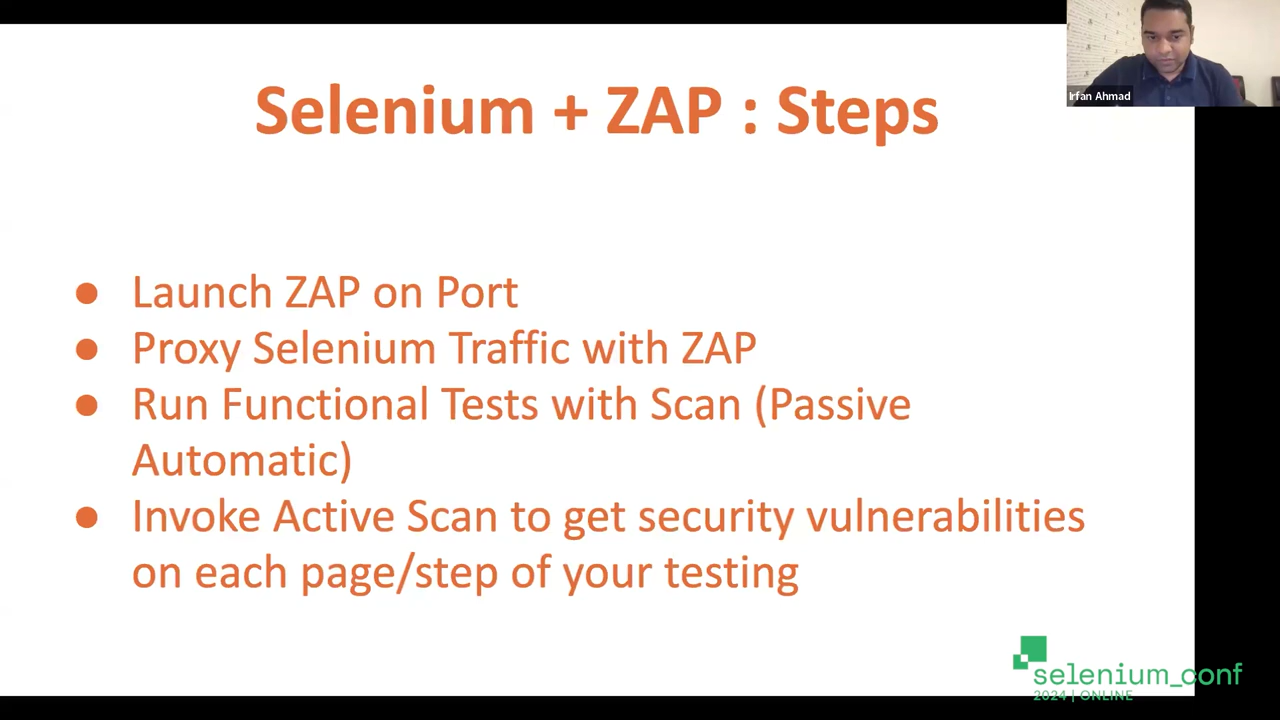 Irfan Ahmad
Selenium + ZAP : Steps
● Launch ZAP on Port
● Proxy Selenium Traffic with ZAP
● Run Functional Tests with Scan (Passive
Automatic)
● Invoke Active Scan to get security vulnerabilities
on each page/step of your testing
selenium_conf
2024 | ONLINE